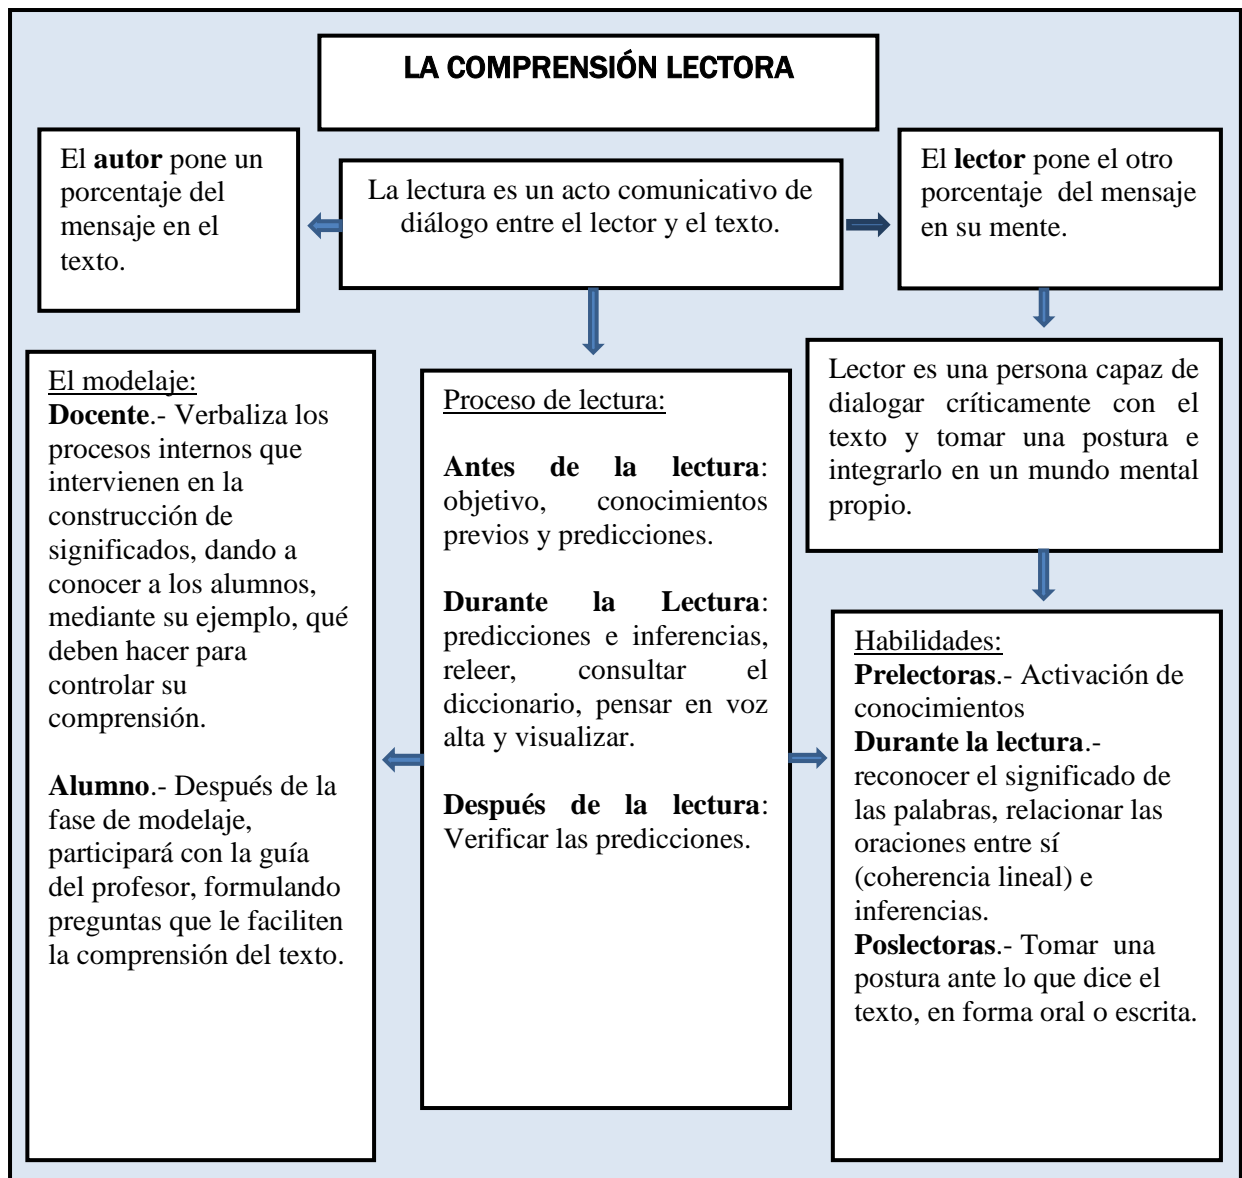 LA COMPRENSIÓN LECTORA
El autor pone un
porcentaje del
mensaje en el
texto.
La lectura es un acto comunicativo de
diálogo entre el lector y el texto.
El lector pone el otro
porcentaje del mensaje
en su mente.
El modelaje:
Docente.- Verbaliza los
procesos internos que
intervienen en la
construcción de
significados, dando a
conocer a los alumnos,
mediante su ejemplo, qué
deben hacer para
controlar su
comprensión.
Alumno.- Después de la
fase de modelaje,
participará con la guía
del profesor, formulando
preguntas que le faciliten
la comprensión del texto.
Proceso de lectura:
Antes de la lectura:
objetivo, conocimientos
previos y predicciones.
Durante la Lectura:
predicciones e inferencias,
releer, consultar el
diccionario, pensar en voz
alta y visualizar.
Después de la lectura:
Verificar las predicciones.
Lector es una persona capaz de
dialogar críticamente con el
texto y tomar una postura e
integrarlo en un mundo mental
propio.
Habilidades:
Prelectoras.- Activación de
conocimientos
Durante la lectura.-
reconocer el significado de
las palabras, relacionar las
oraciones entre sí
(coherencia lineal) e
inferencias.
Poslectoras.- Tomar una
postura ante lo que dice el
texto, en forma oral o escrita.